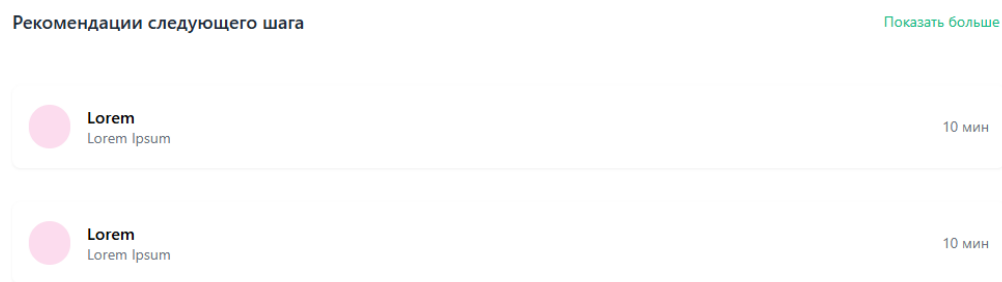 Рекомендации следующего шага
Показать больше
Lorem
Lorem Ipsum
10 мин
Lorem
Lorem Ipsum
10 мин